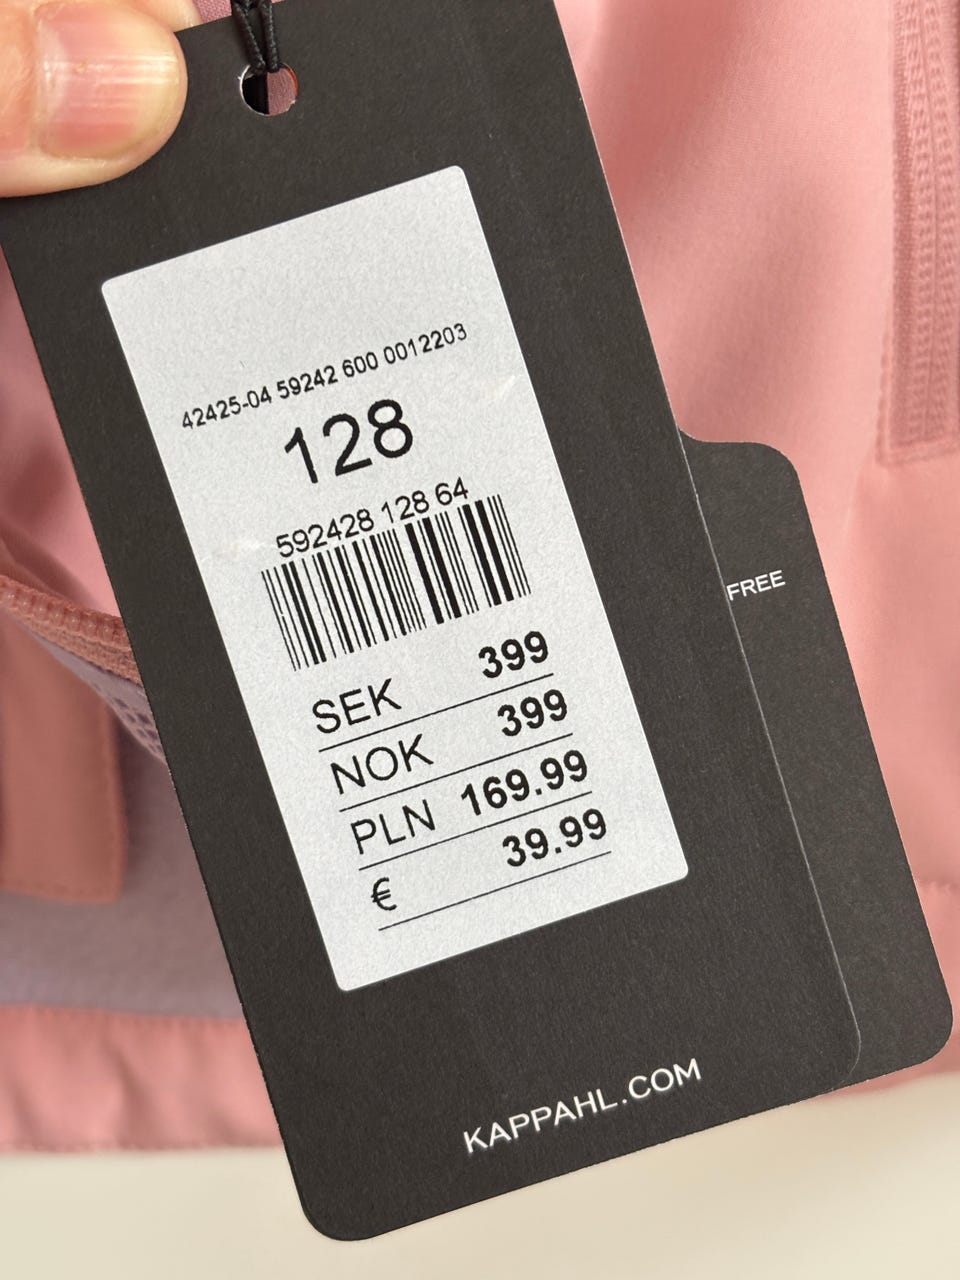 42425-04 59242 600 0012203
128
592428 128 64
SEK 399
NOK 399
PLN 169.99
€ 39.99
KAPPAHL.COM
FREE